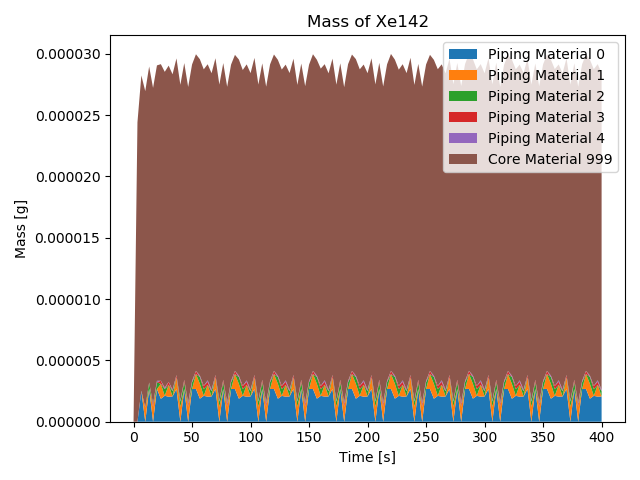 Mass of Xe142
Piping Material 0
Piping Material 1
Piping Material 2
Piping Material 3
Piping Material 4
Core Material 999
Mass [g]
0.000030
0.000025
0.000020
0.000015
0.000010
0.000005
0.000000
0 50 100 150 200 250 300 350 400
Time [s]